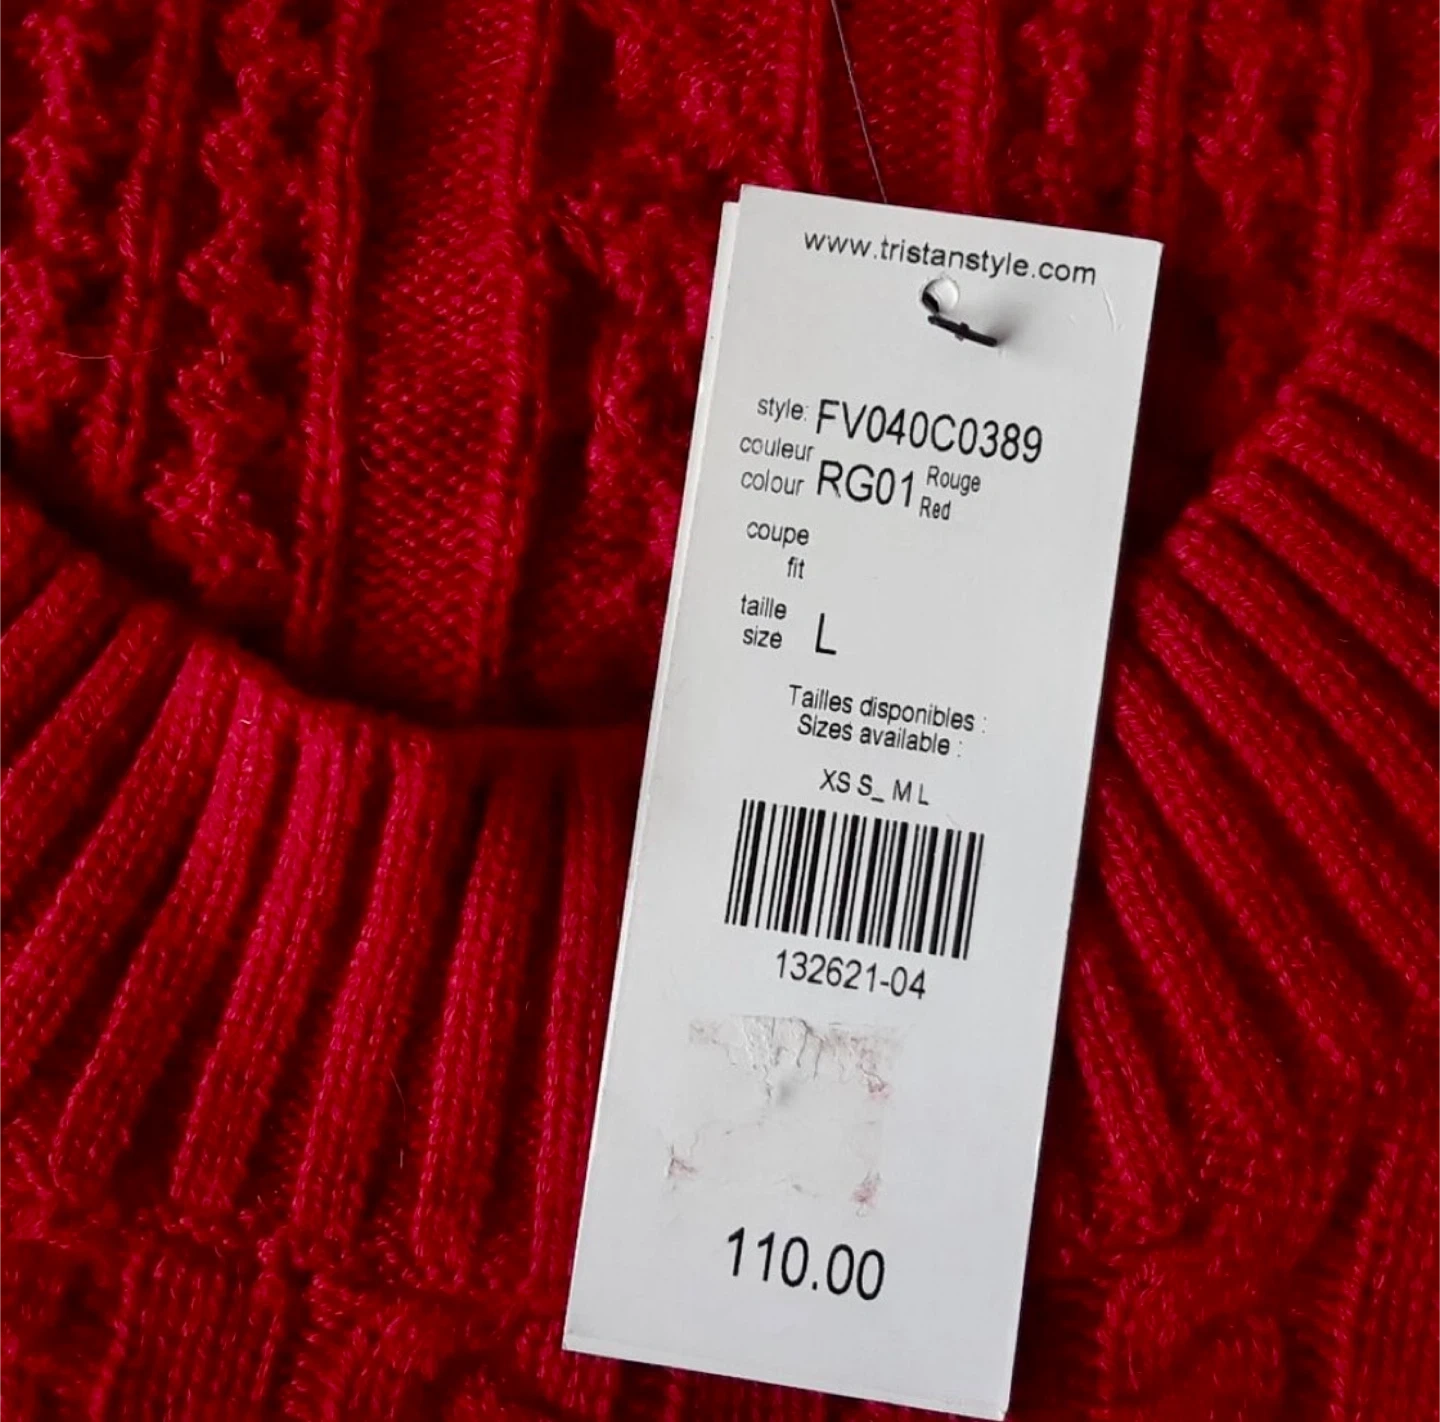 www.tristanstyle.com
style: FV040C0389
couleur
colour RG01 Rouge
Red
coupe
fit
taille
size L
Tailles disponibles :
Sizes available :
XS S_ M L
132621-04
110.00